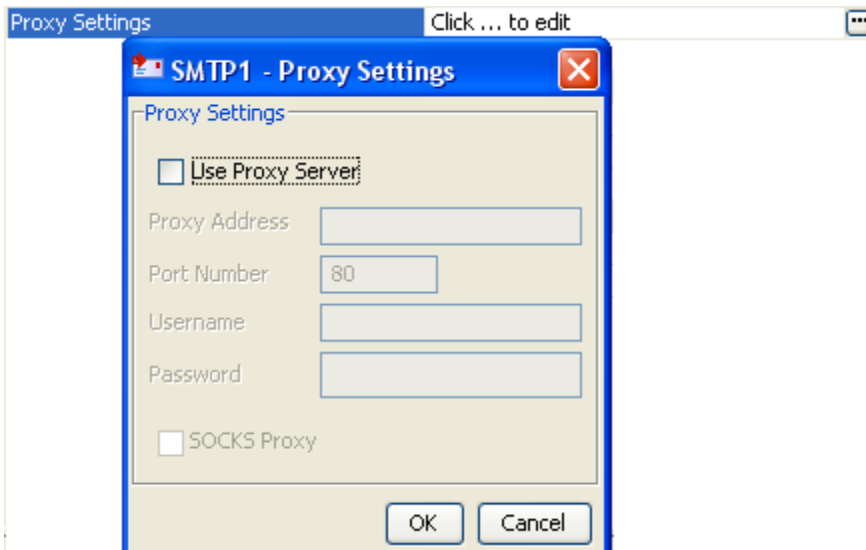 Proxy Settings Click ... to edit ...
SMTP1 - Proxy Settings
Proxy Settings
Use Proxy Server
Proxy Address
Port Number 80
Username
Password
SOCKS Proxy
OK Cancel